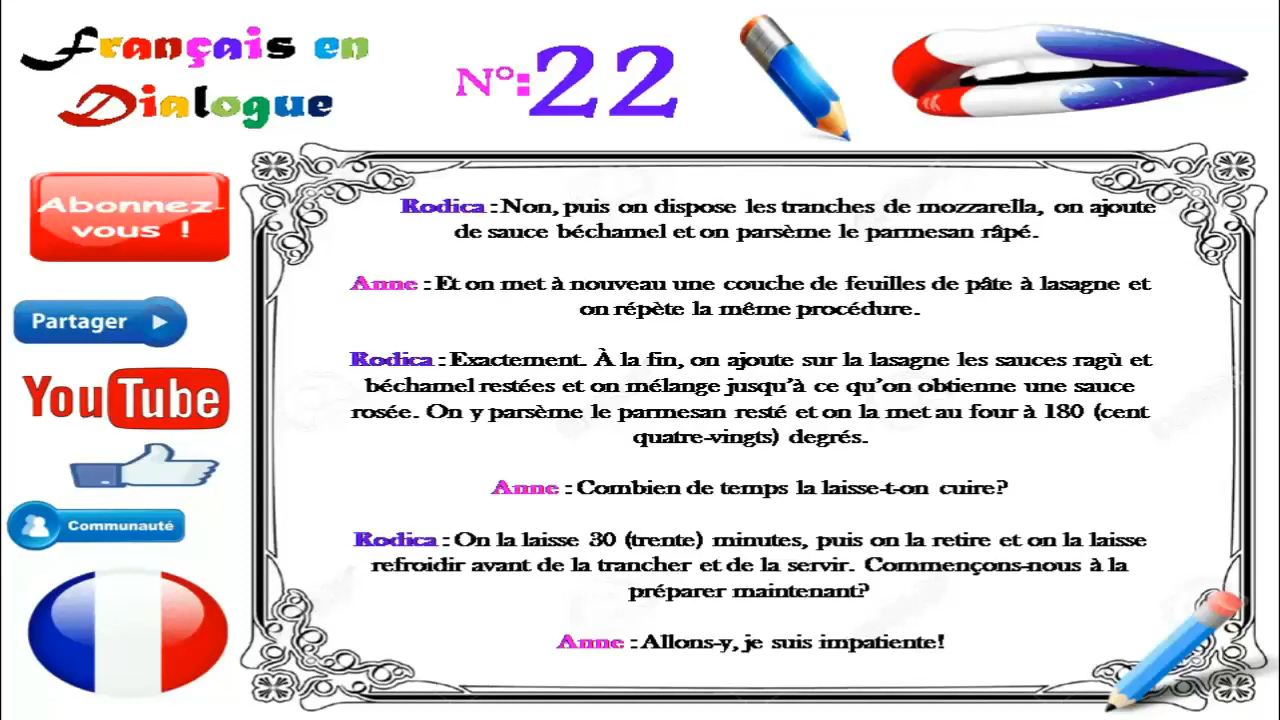 Français en
Dialogue
N°:22
Abonnez-
vous !
Partager
YouTube
Communauté
Rodica : Non, puis on dispose les tranches de mozzarella, on ajoute
de sauce béchamel et on parsème le parmesan râpé.
Anne : Et on met à nouveau une couche de feuilles de pâte à lasagne et
on répète la même procédure.
Rodica : Exactement. À la fin, on ajoute sur la lasagne les sauces ragù et
béchamel restées et on mélange jusqu’à ce qu’on obtienne une sauce
rosée. On y parsème le parmesan resté et on la met au four à 180 (cent
quatre-vingts) degrés.
Anne : Combien de temps la laisse-t-on cuire?
Rodica : On la laisse 30 (trente) minutes, puis on la retire et on la laisse
refroidir avant de la trancher et de la servir. Commençons-nous à la
préparer maintenant?
Anne : Allons-y, je suis impatiente!